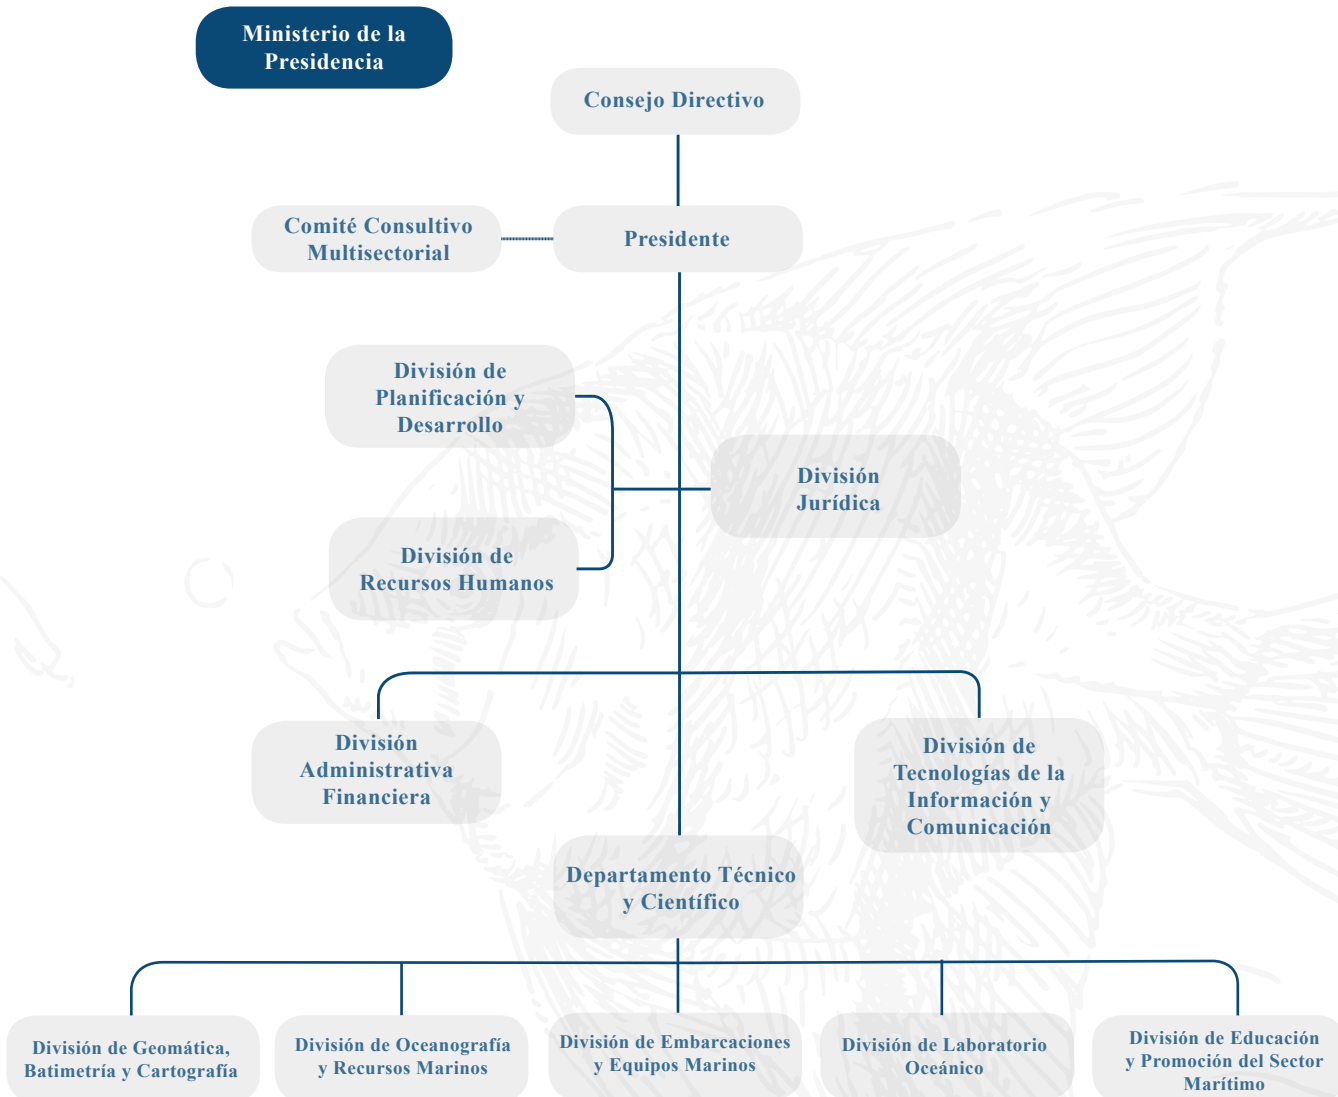 Ministerio de la
Presidencia
Consejo Directivo
Comité Consultivo
Multisectorial
Presidente
División de
Planificación y
Desarrollo
División
Jurídica
División de
Recursos Humanos
División
Administrativa
Financiera
División de
Tecnologías de la
Información y
Comunicación
Departamento Técnico
y Científico
División de Geomática,
Batimetría y Cartografía
División de Oceanografía
y Recursos Marinos
División de Embarcaciones
y Equipos Marinos
División de Laboratorio
Oceánico
División de Educación
y Promoción del Sector
Marítimo